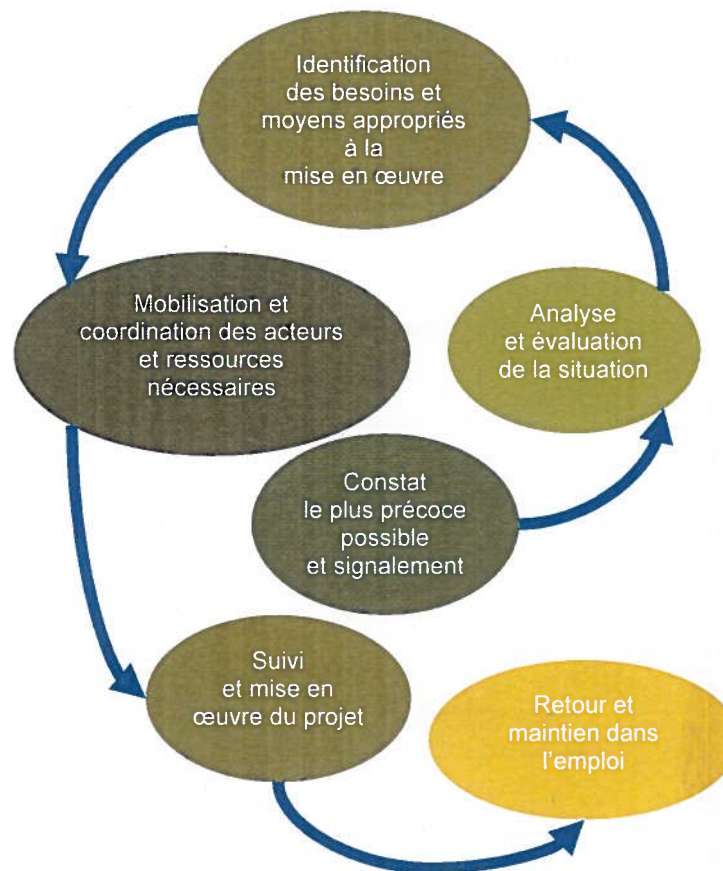 Identification
des besoins et
moyens appropriés
à la
mise en œuvre
Mobilisation et
coordination des acteurs
et ressources
nécessaires
Analyse
et évaluation
de la situation
Constat
le plus précoce
possible
et signalement
Suivi
et mise en
œuvre du projet
Retour et
maintien dans
l'emploi